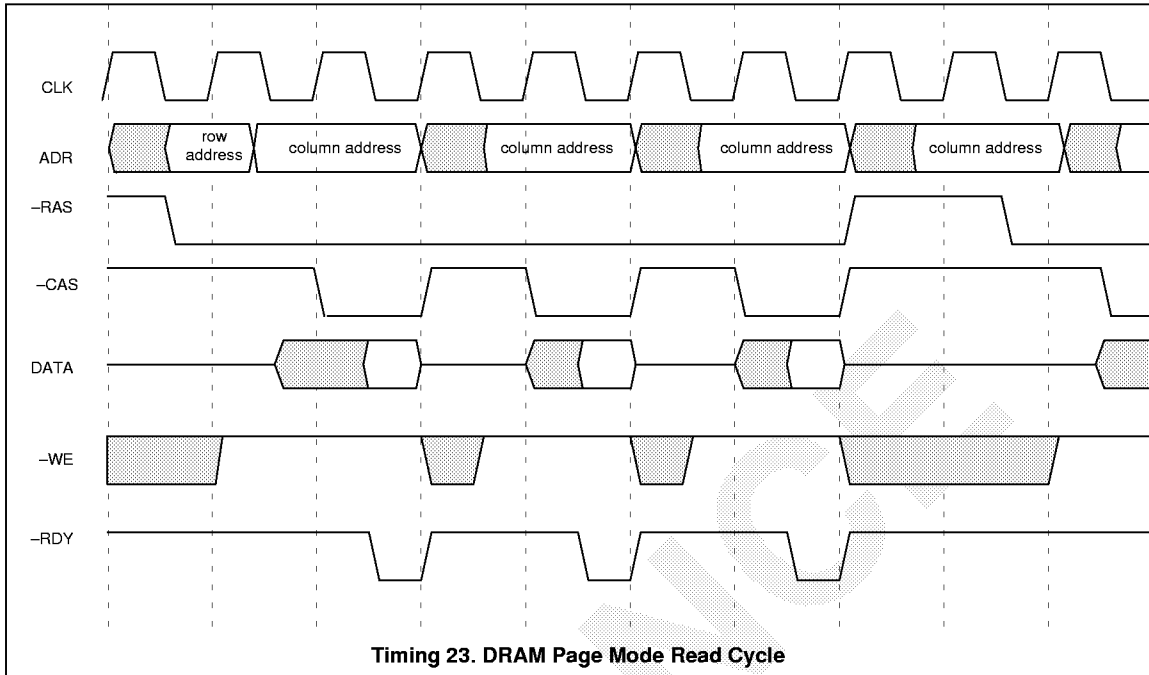 CLK
ADR
row
address
column address
column address
column address
column address
–RAS
–CAS
DATA
–WE
–RDY
NCE
Timing 23. DRAM Page Mode Read Cycle